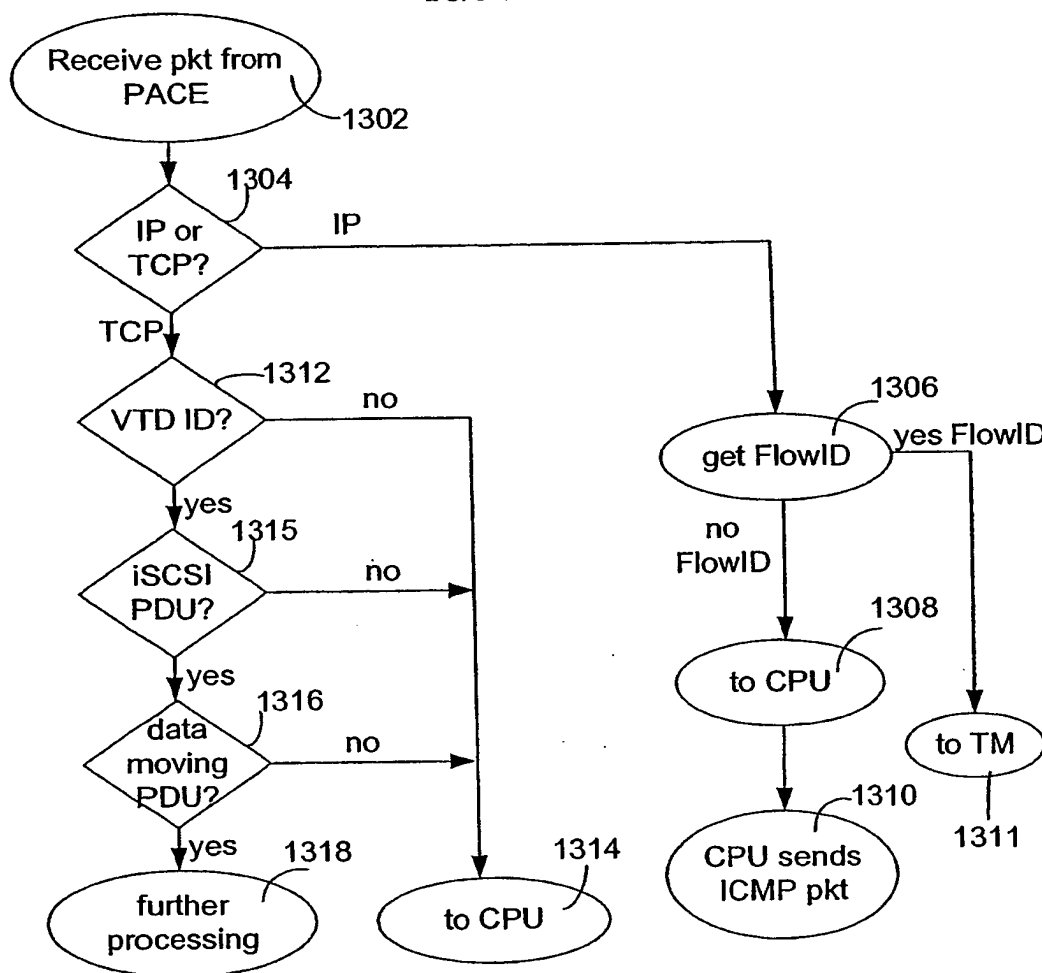 Receive pkt from
PACE
1302
1304
IP or
TCP?
IP
TCP
1312
VTD ID?
no
1306
get FlowID
yes FlowID
yes
1315
iSCSI
PDU?
no
no
FlowID
1308
to CPU
yes
1316
data
moving
PDU?
no
to TM
1311
1310
CPU sends
ICMP pkt
yes
1318
further
processing
1314
to CPU